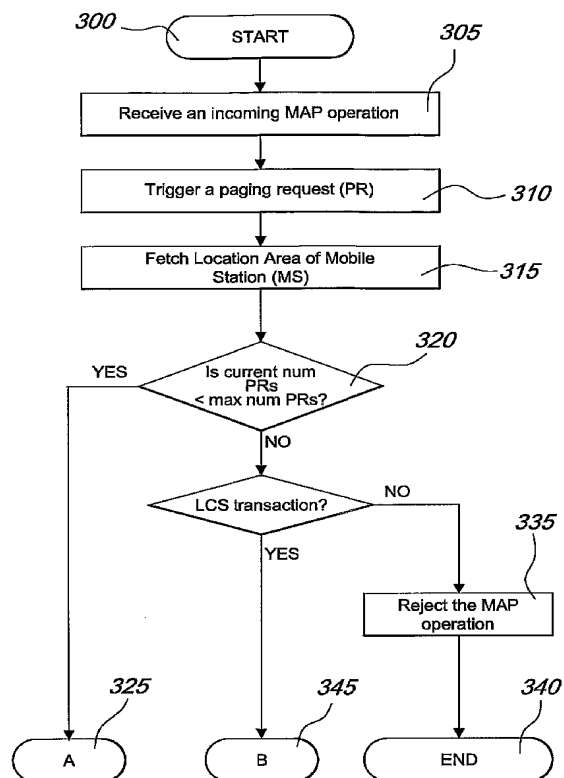 300
START
305
Receive an incoming MAP operation
Trigger a paging request (PR)
310
Fetch Location Area of Mobile
Station (MS)
315
320
YES
Is current num
PRs
< max num PRs?
NO
LCS transaction?
NO
YES
335
Reject the MAP
operation
325
345
340
A
B
END